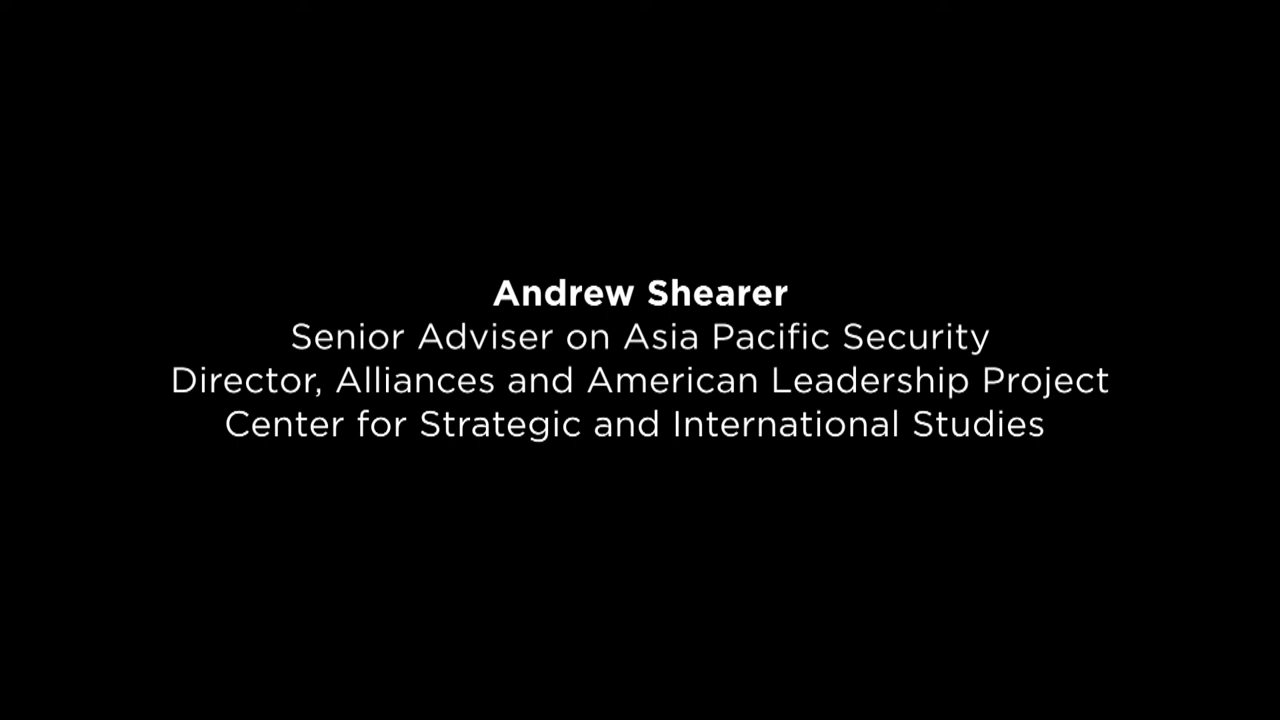 Andrew Shearer
Senior Adviser on Asia Pacific Security
Director, Alliances and American Leadership Project
Center for Strategic and International Studies